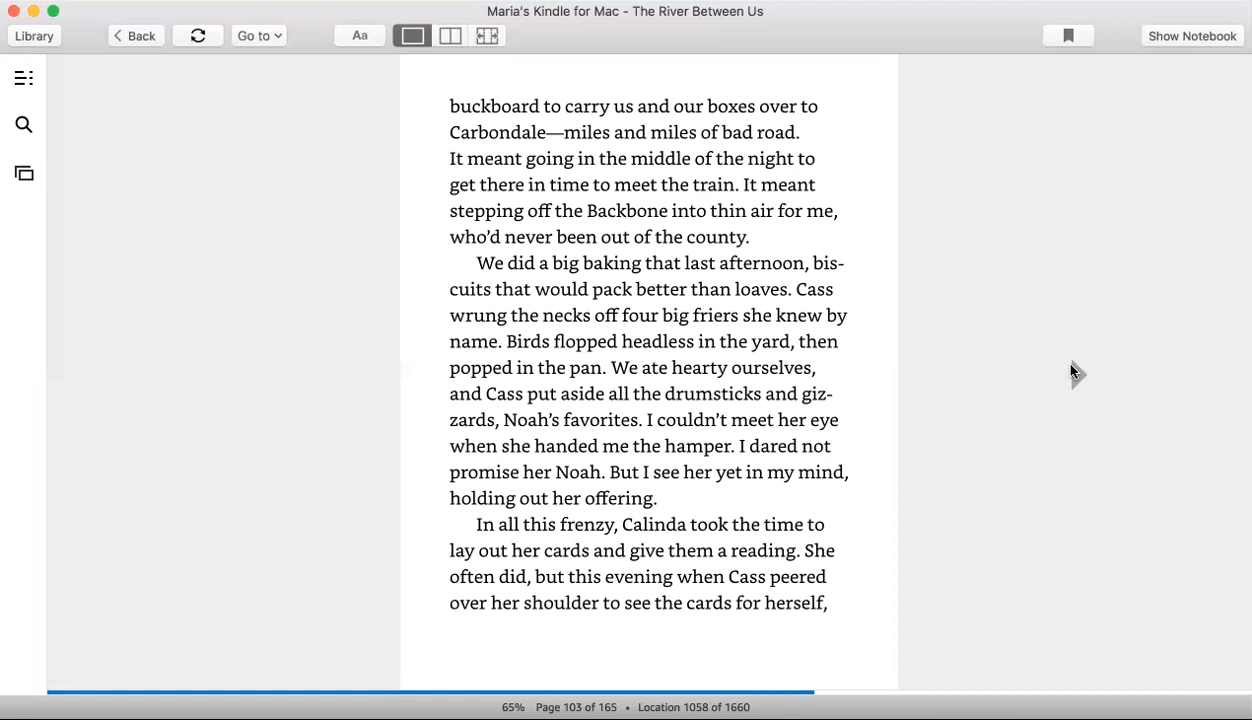 Maria's Kindle for Mac - The River Between Us
Library
Back
Go to
Aa
Show Notebook
buckboard to carry us and our boxes over to
Carbondale—miles and miles of bad road.
It meant going in the middle of the night to
get there in time to meet the train. It meant
stepping off the Backbone into thin air for me,
who'd never been out of the county.
We did a big baking that last afternoon, bis-
cuits that would pack better than loaves. Cass
wrung the necks off four big friers she knew by
name. Birds flopped headless in the yard, then
popped in the pan. We ate hearty ourselves,
and Cass put aside all the drumsticks and giz-
zards, Noah's favorites. I couldn't meet her eye
when she handed me the hamper. I dared not
promise her Noah. But I see her yet in my mind,
holding out her offering.
In all this frenzy, Calinda took the time to
lay out her cards and give them a reading. She
often did, but this evening when Cass peered
over her shoulder to see the cards for herself,
65% Page 103 of 165 • Location 1058 of 1660